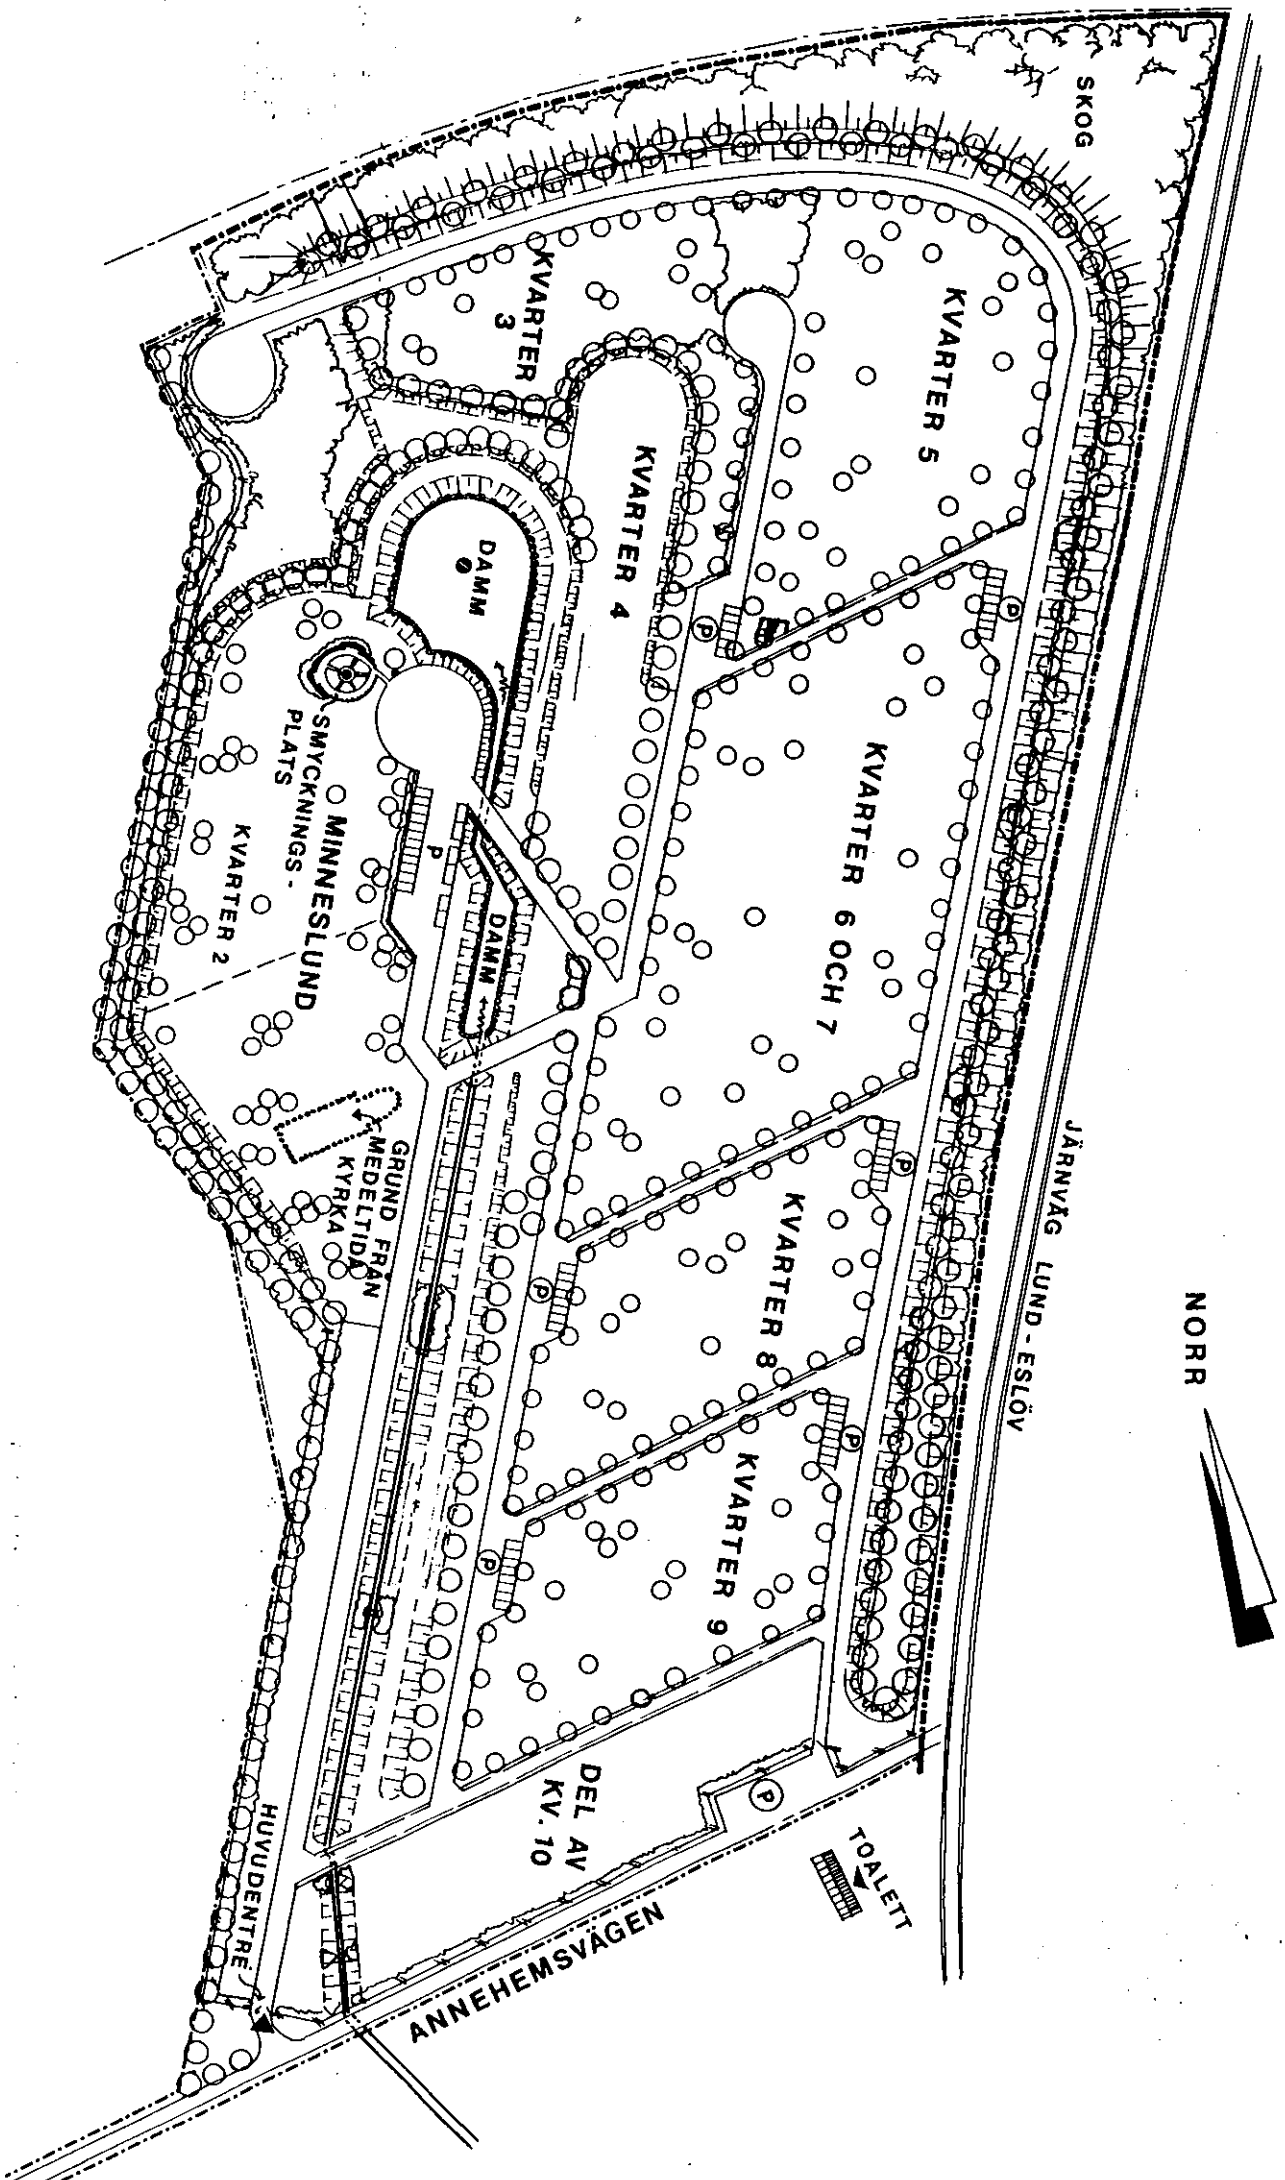 SKOG
KVARTER
3
KVARTER 5
KVARTER 4
DAMM
P
P
SMYCKNINGS-
PLATS
MINNESLUND
KVARTER 2
P
DAMM
KVARTER 6 OCH 7
JÄRNVÄG LUND - ESLÖV
NORR
GRUND FRÅN
MEDELTIDA
KYRKA
P
KVARTER 8
P
P
KVARTER 9
P
DEL AV
KV. 10
P
TOALETT
HUVUDENTRE
ANNEHEMSVÄGEN